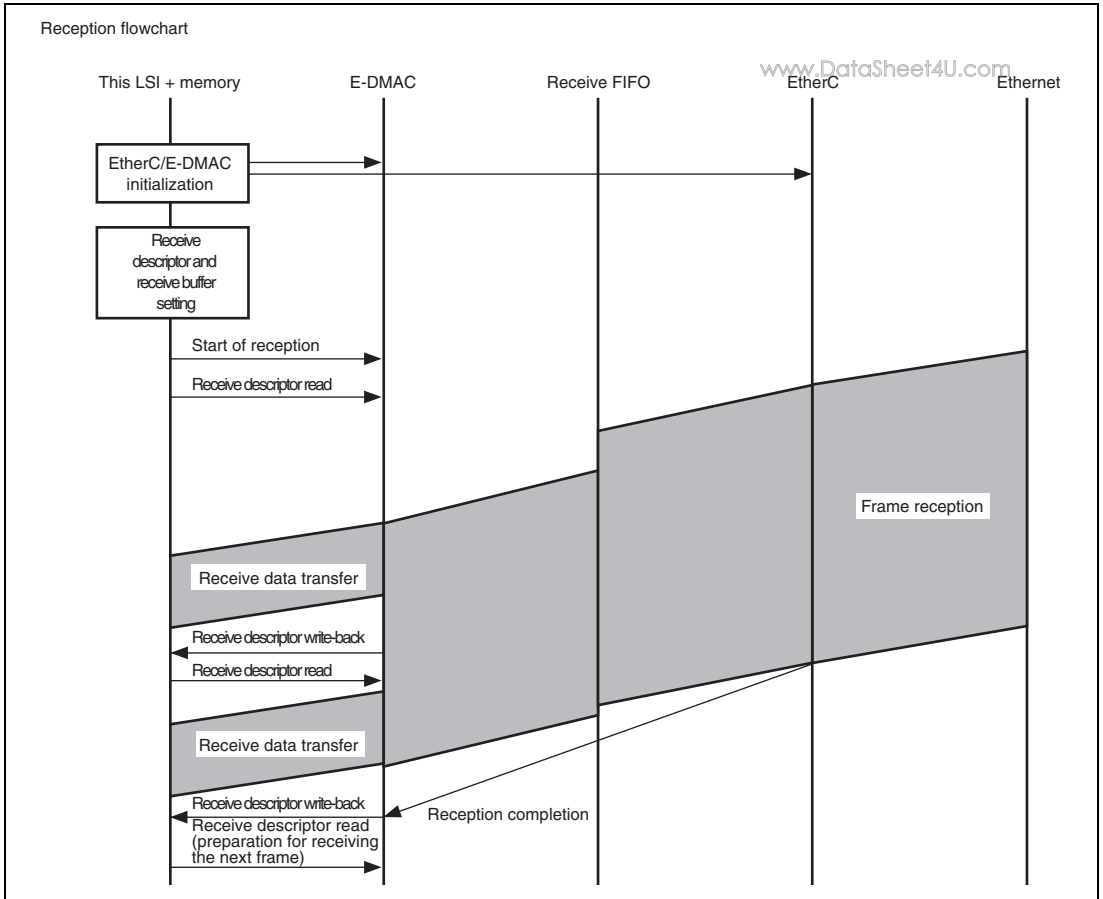 Reception flowchart
www.DataSheet4U.com
This LSI + memory
E-DMAC
Receive FIFO
EtherC
Ethernet
EtherC/E-DMAC
initialization
Receive
descriptor and
receive buffer
setting
Start of reception
Receive descriptor read
Frame reception
Receive data transfer
Receive descriptor write-back
Receive descriptor read
Receive data transfer
Receive descriptor write-back
Reception completion
Receive descriptor read
(preparation for receiving
the next frame)